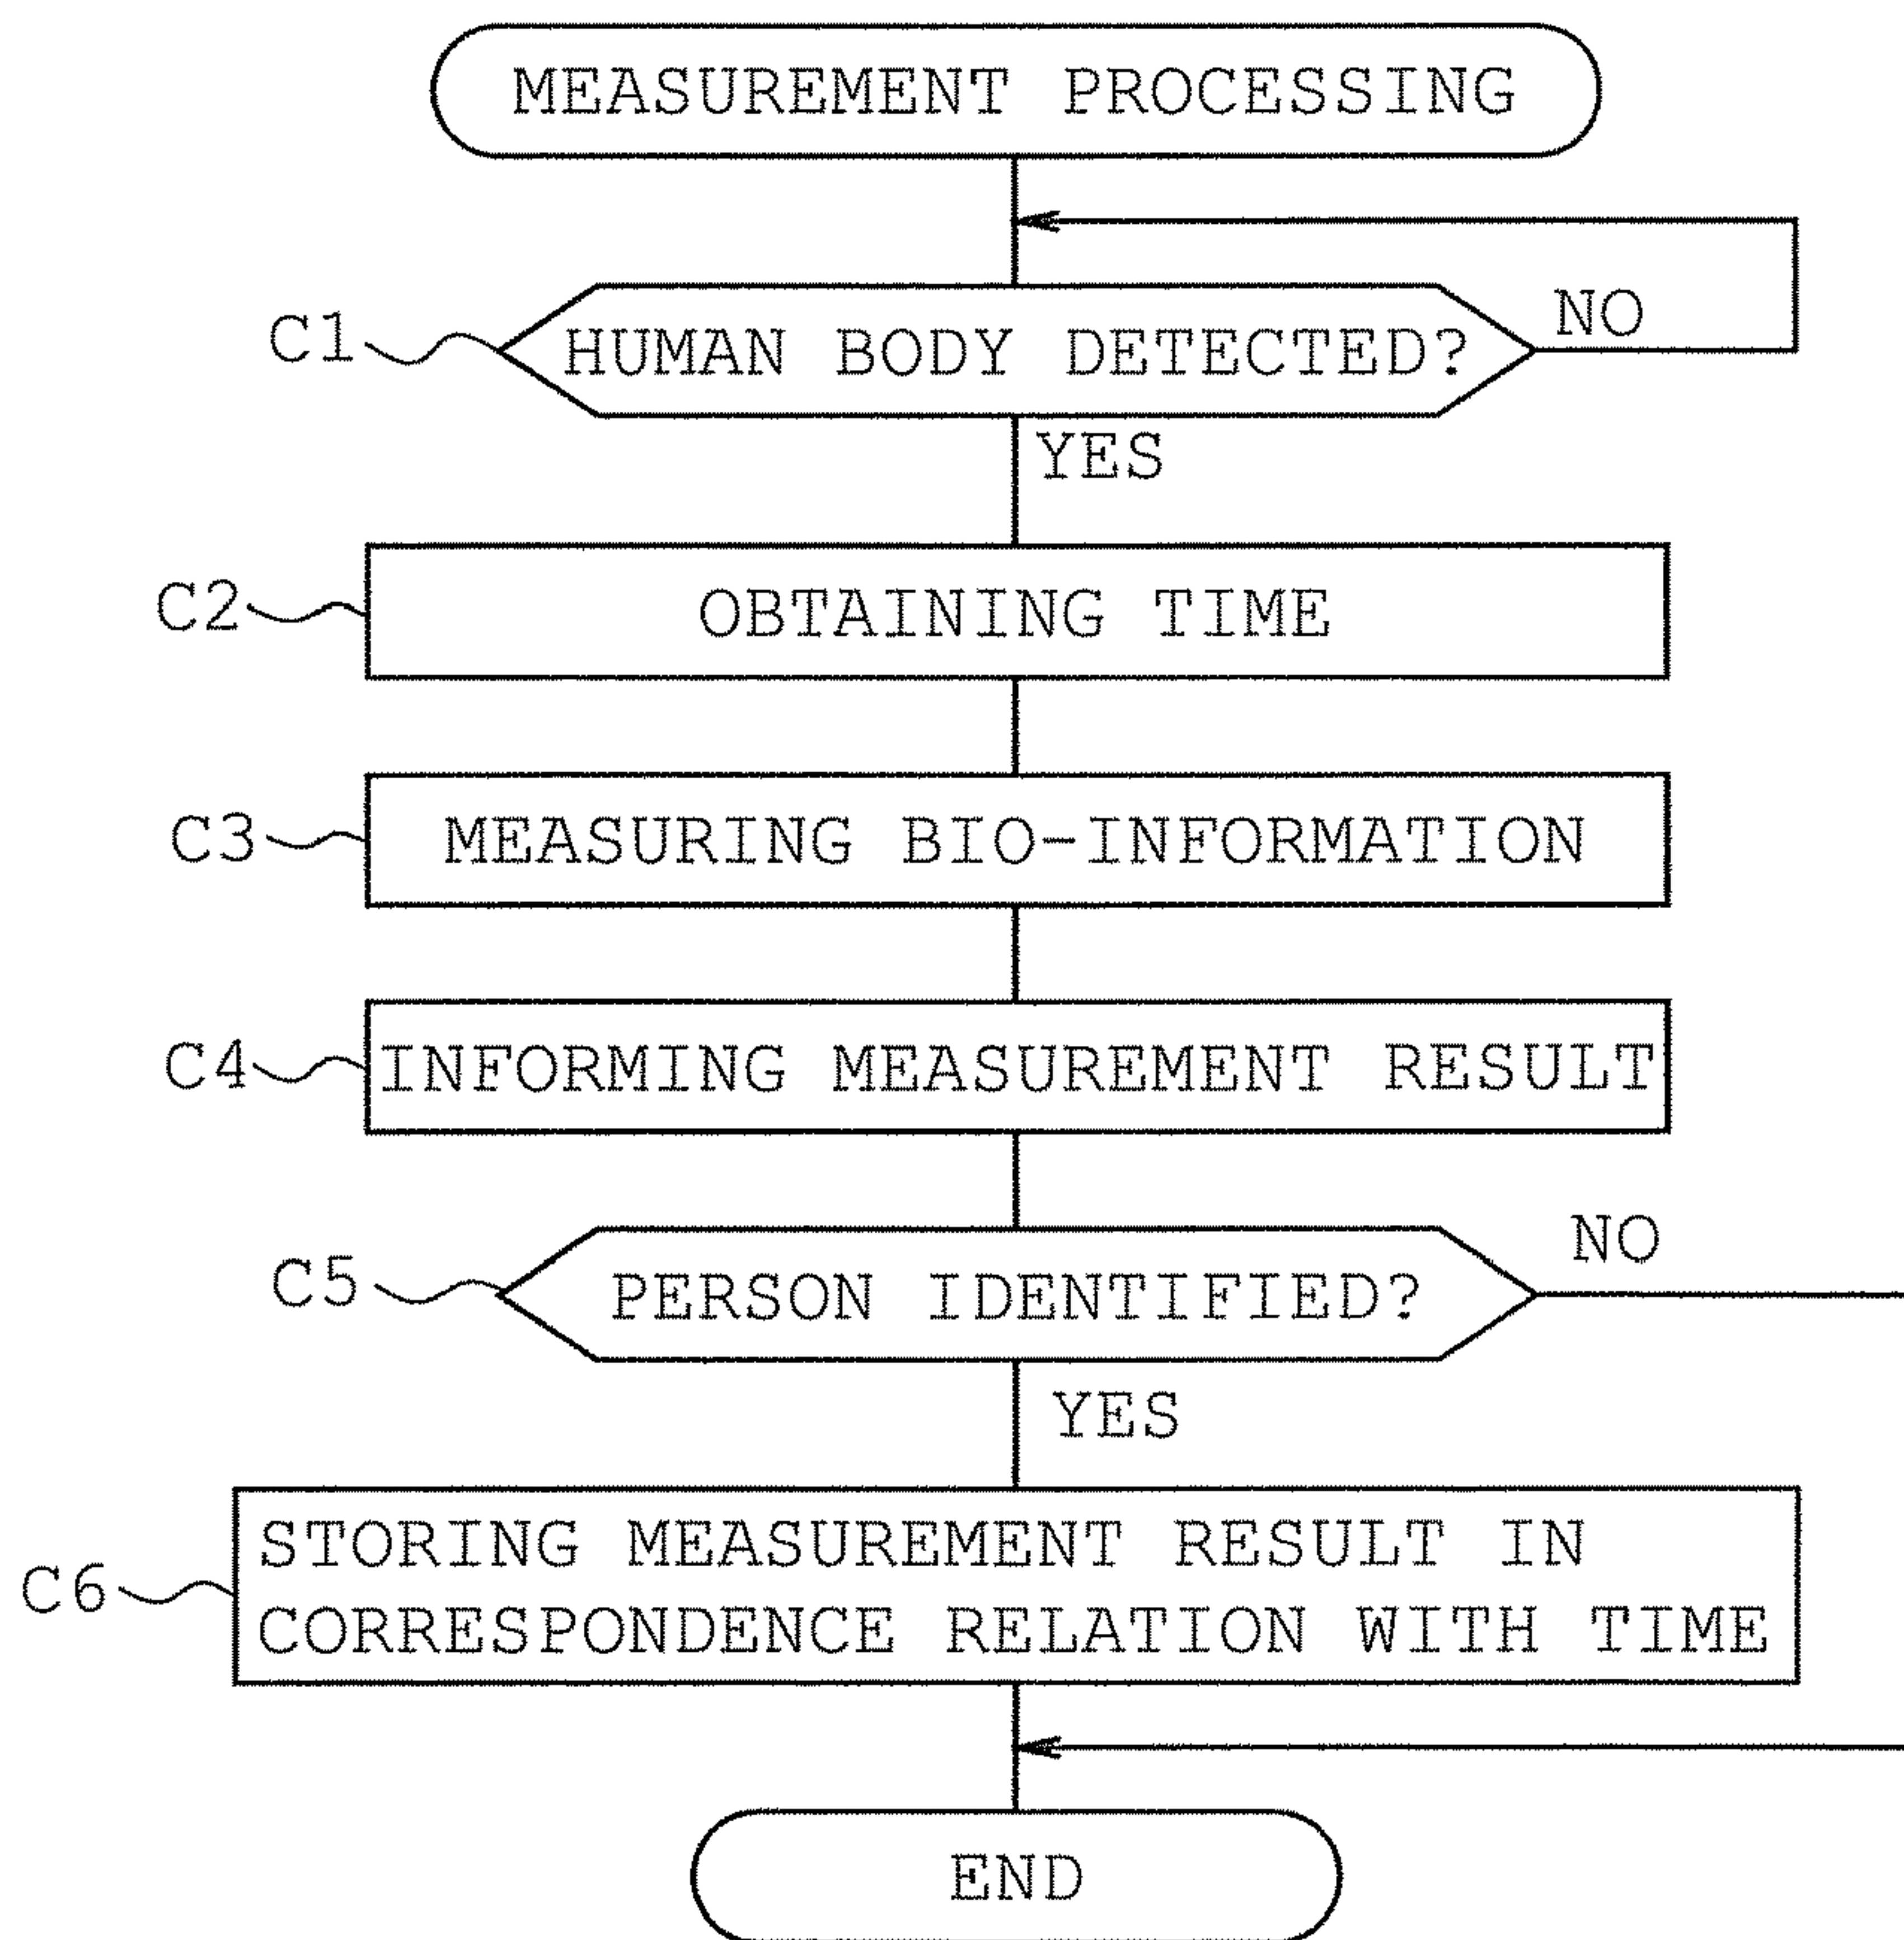 MEASUREMENT PROCESSING
C1
HUMAN BODY DETECTED?
NO
YES
C2
OBTAINING TIME
C3
MEASURING BIO-INFORMATION
C4
INFORMING MEASUREMENT RESULT
C5
PERSON IDENTIFIED?
NO
YES
C6
STORING MEASUREMENT RESULT IN
CORRESPONDENCE RELATION WITH TIME
END